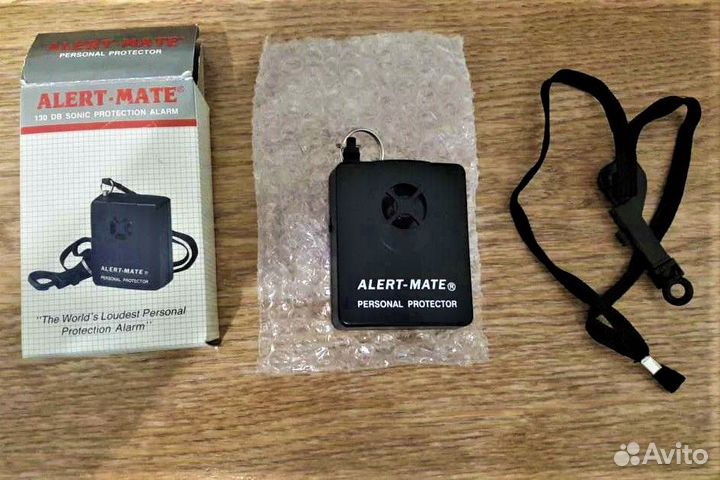 ALERT-MATE
PERSONAL PROTECTOR
ALERT-MATE®
130 DB SONIC PROTECTION ALARM
ALERT-MATE®
PERSONAL PROTECTOR
"The World's Loudest Personal
Protection Alarm"
ALERT-MATE®
PERSONAL PROTECTOR
Avito